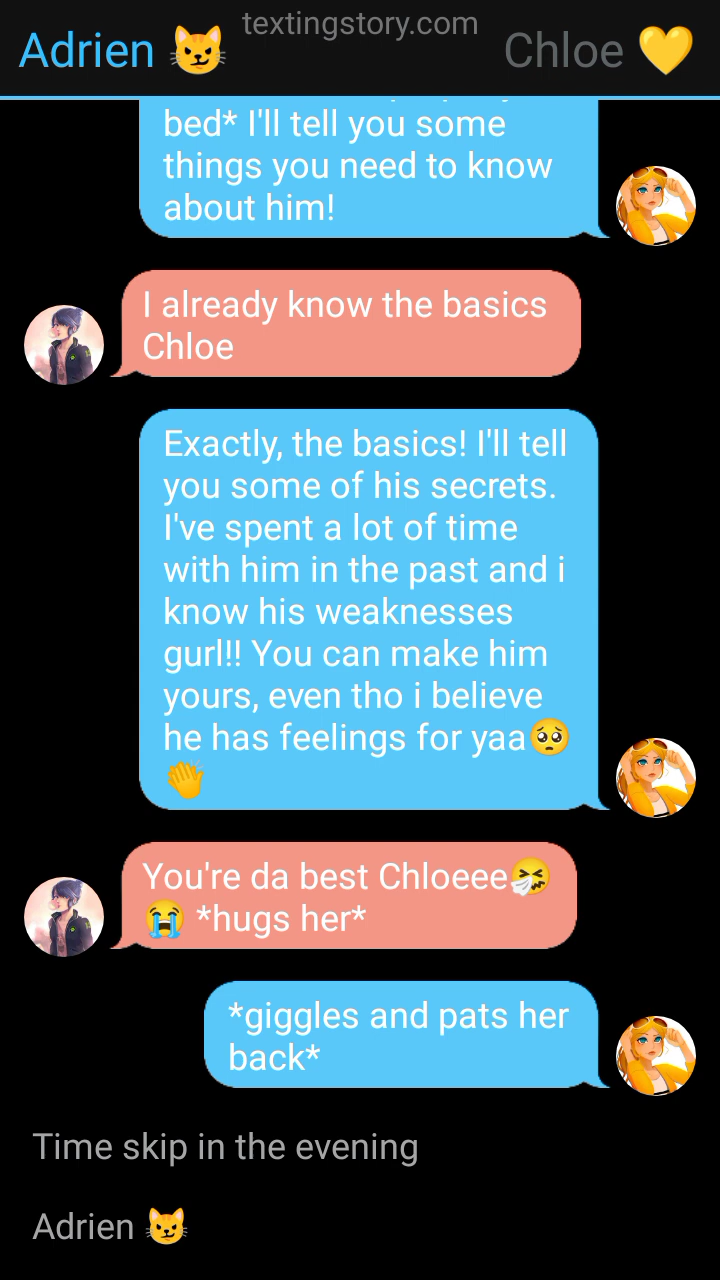 textingstory.com
Adrien 😼 Chloe 💛
bed* I'll tell you some
things you need to know
about him!
I already know the basics
Chloe
Exactly, the basics! I'll tell
you some of his secrets.
I've spent a lot of time
with him in the past and i
know his weaknesses
gurl!! You can make him
yours, even tho i believe
he has feelings for yaa🥺
👏
You're da best Chloeee🤧
😭 *hugs her*
*giggles and pats her
back*
Time skip in the evening
Adrien 😼